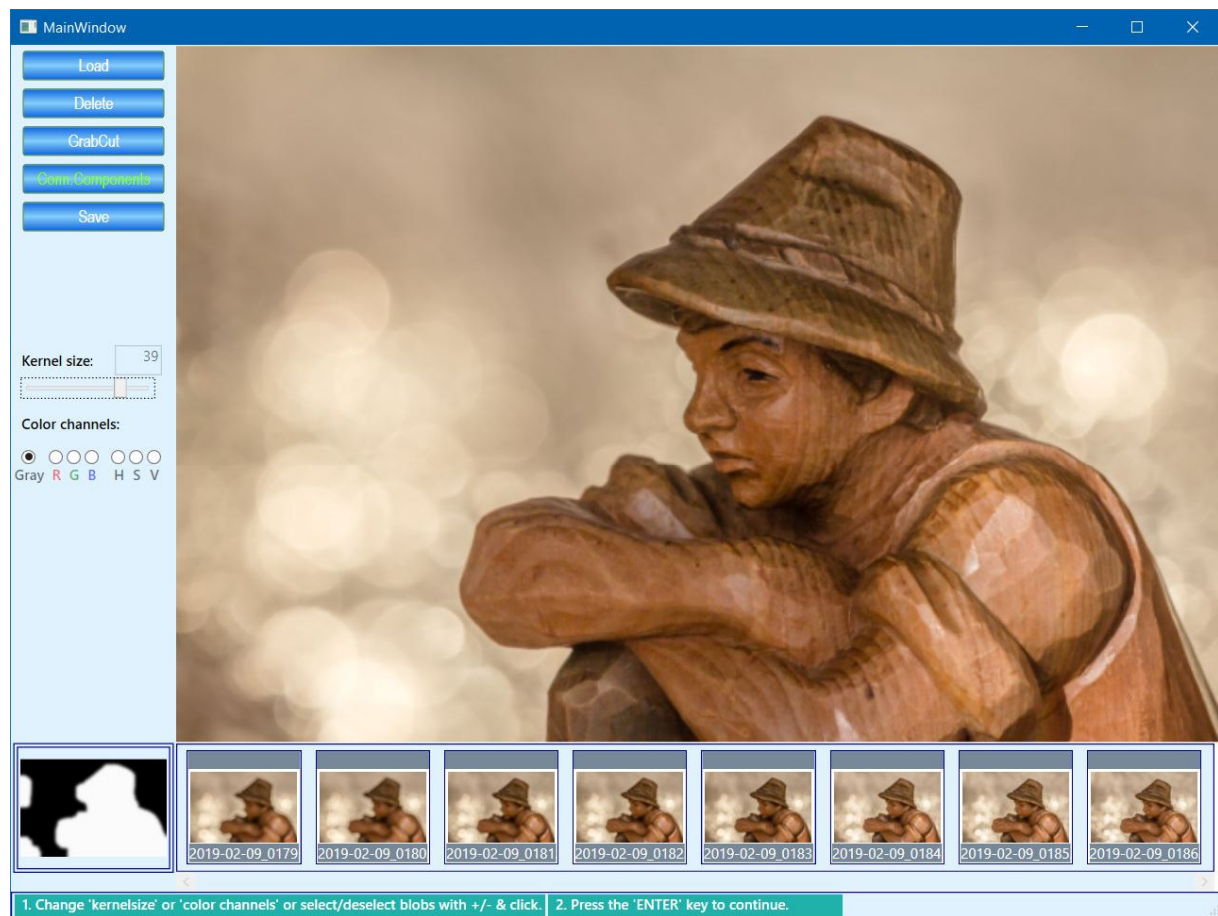 MainWindow
Load
Delete
GrabCut
Conn.Components
Save
Kernel size: 39
Color channels:
Gray R G B H S V
2019-02-09_0179 2019-02-09_0180 2019-02-09_0181 2019-02-09_0182 2019-02-09_0183 2019-02-09_0184 2019-02-09_0185 2019-02-09_0186
1. Change 'kernelsize' or 'color channels' or select/deselect blobs with +/- & click. 2. Press the 'ENTER' key to continue.